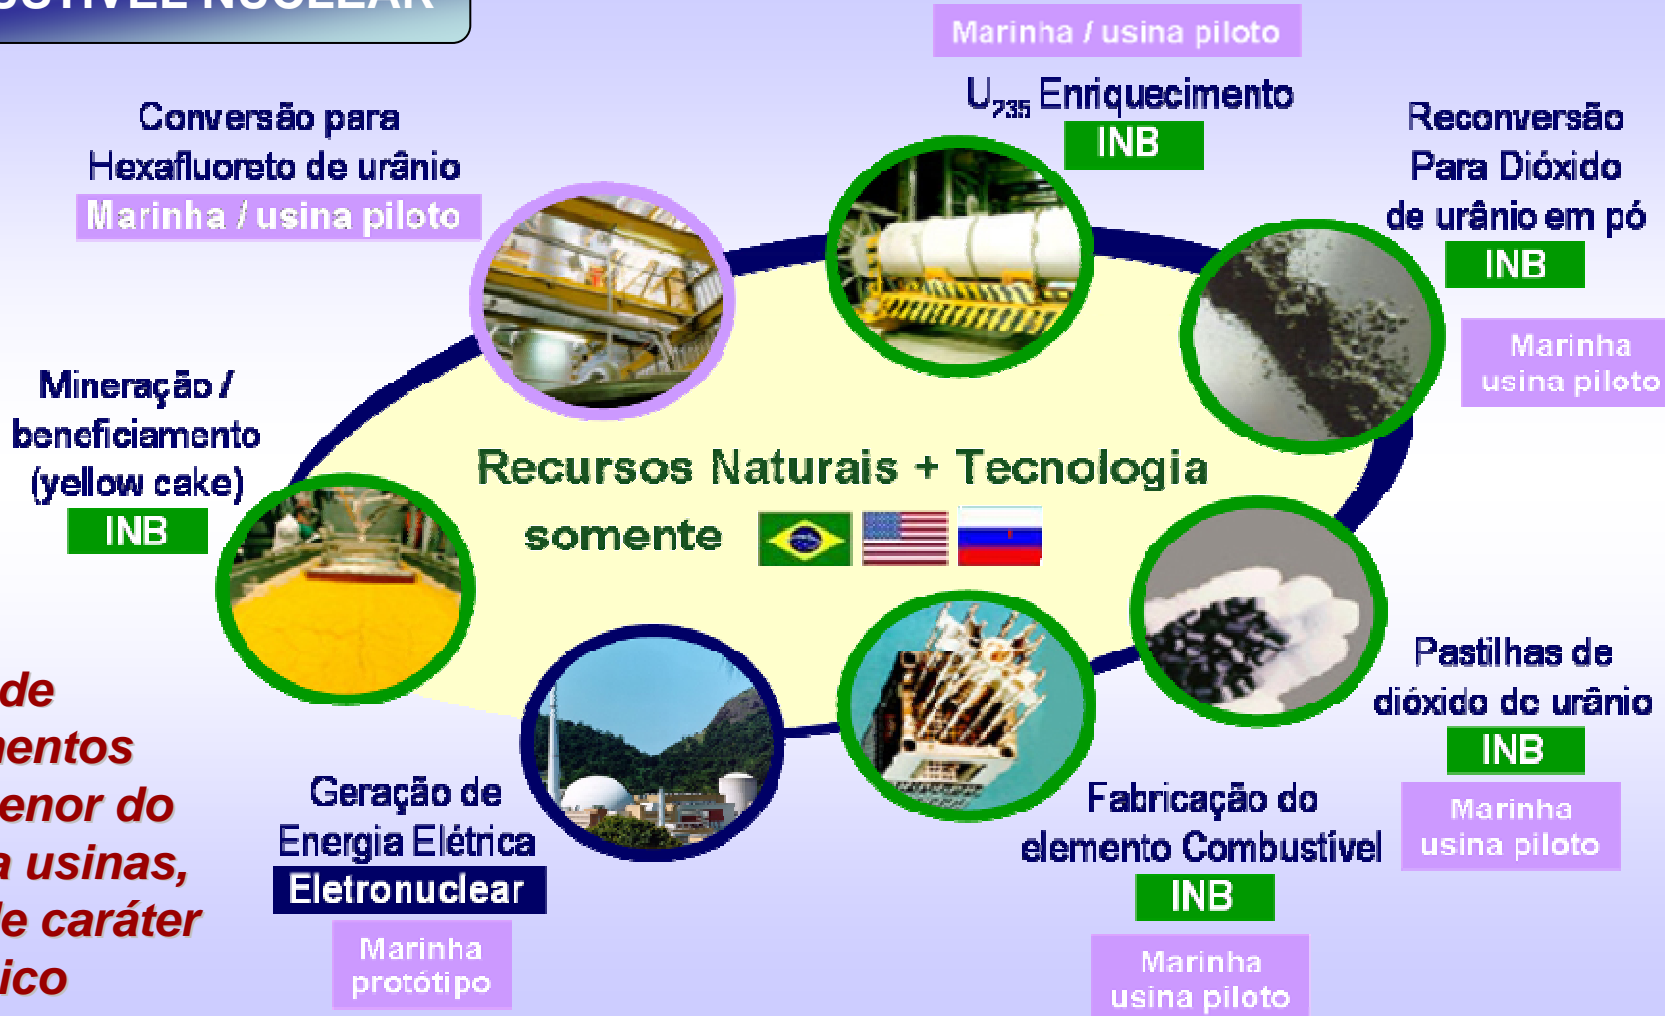 NUCLEAR
Marinha / usina piloto
U235 Enriquecimento
INB
Conversão para
Hexafluoreto de urânio
Marinha / usina piloto
Reconversão
Para Dióxido
de urânio em pó
INB
Marinha
usina piloto
Mineração /
beneficiamento
(yellow cake)
INB
Recursos Naturais + Tecnologia
somente
Pastilhas de
dióxido de urânio
INB
Marinha
usina piloto
Fabricação do
elemento Combustível
INB
Marinha
usina piloto
Geração de
Energia Elétrica
Eletronuclear
Marinha
protótipo
de
mentos
enor do
a usinas,
le caráter
ico